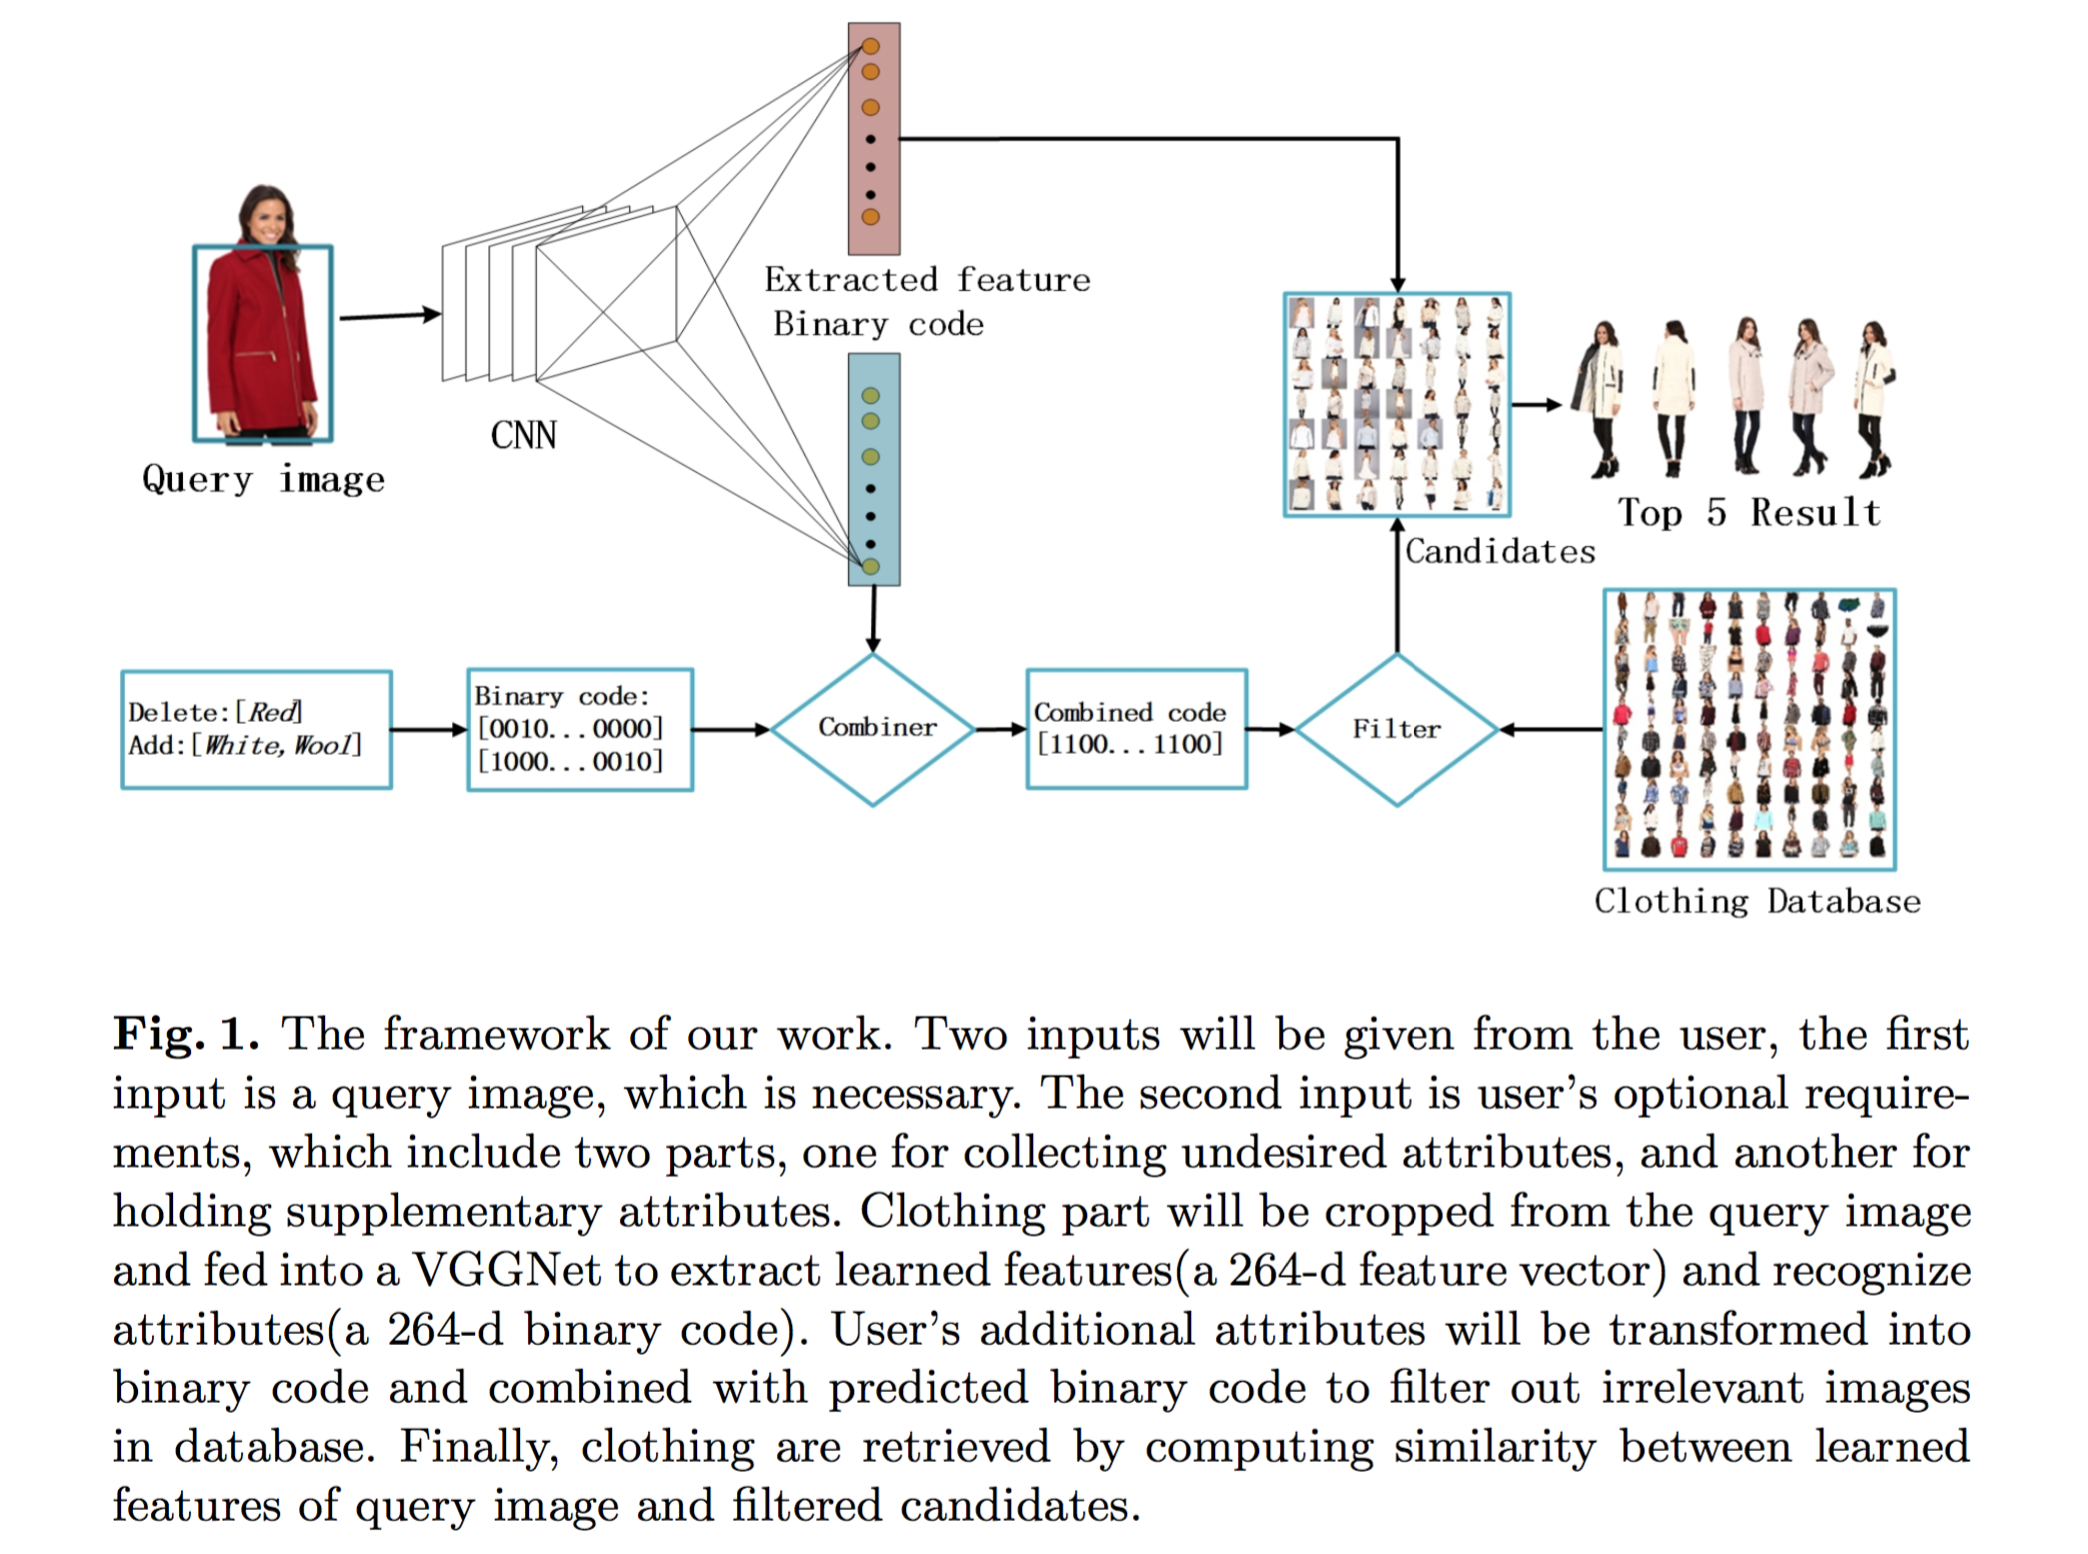 Extracted feature
Binary code
CNN
Query image
Top 5 Result
Candidates
Delete:[Red]
Add:[White, Wool]
Binary code:
[0010...0000]
[1000...0010]
Combiner
Combined code
[1100...1100]
Filter
Clothing Database
Fig. 1. The framework of our work. Two inputs will be given from the user, the first
input is a query image, which is necessary. The second input is user's optional require-
ments, which include two parts, one for collecting undesired attributes, and another for
holding supplementary attributes. Clothing part will be cropped from the query image
and fed into a VGGNet to extract learned features(a 264-d feature vector) and recognize
attributes(a 264-d binary code). User's additional attributes will be transformed into
binary code and combined with predicted binary code to filter out irrelevant images
in database. Finally, clothing are retrieved by computing similarity between learned
features of query image and filtered candidates.